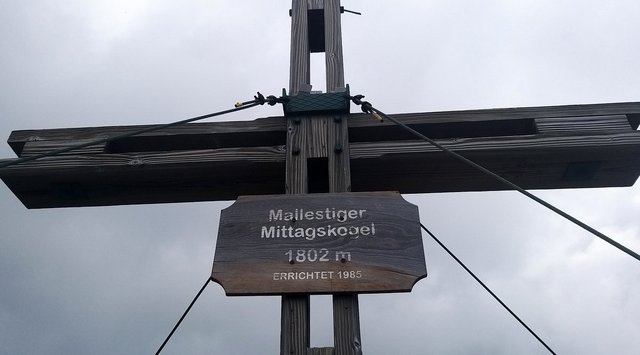 Mallestiger
Mittagskogel
1802 m
ERRICHTET 1985